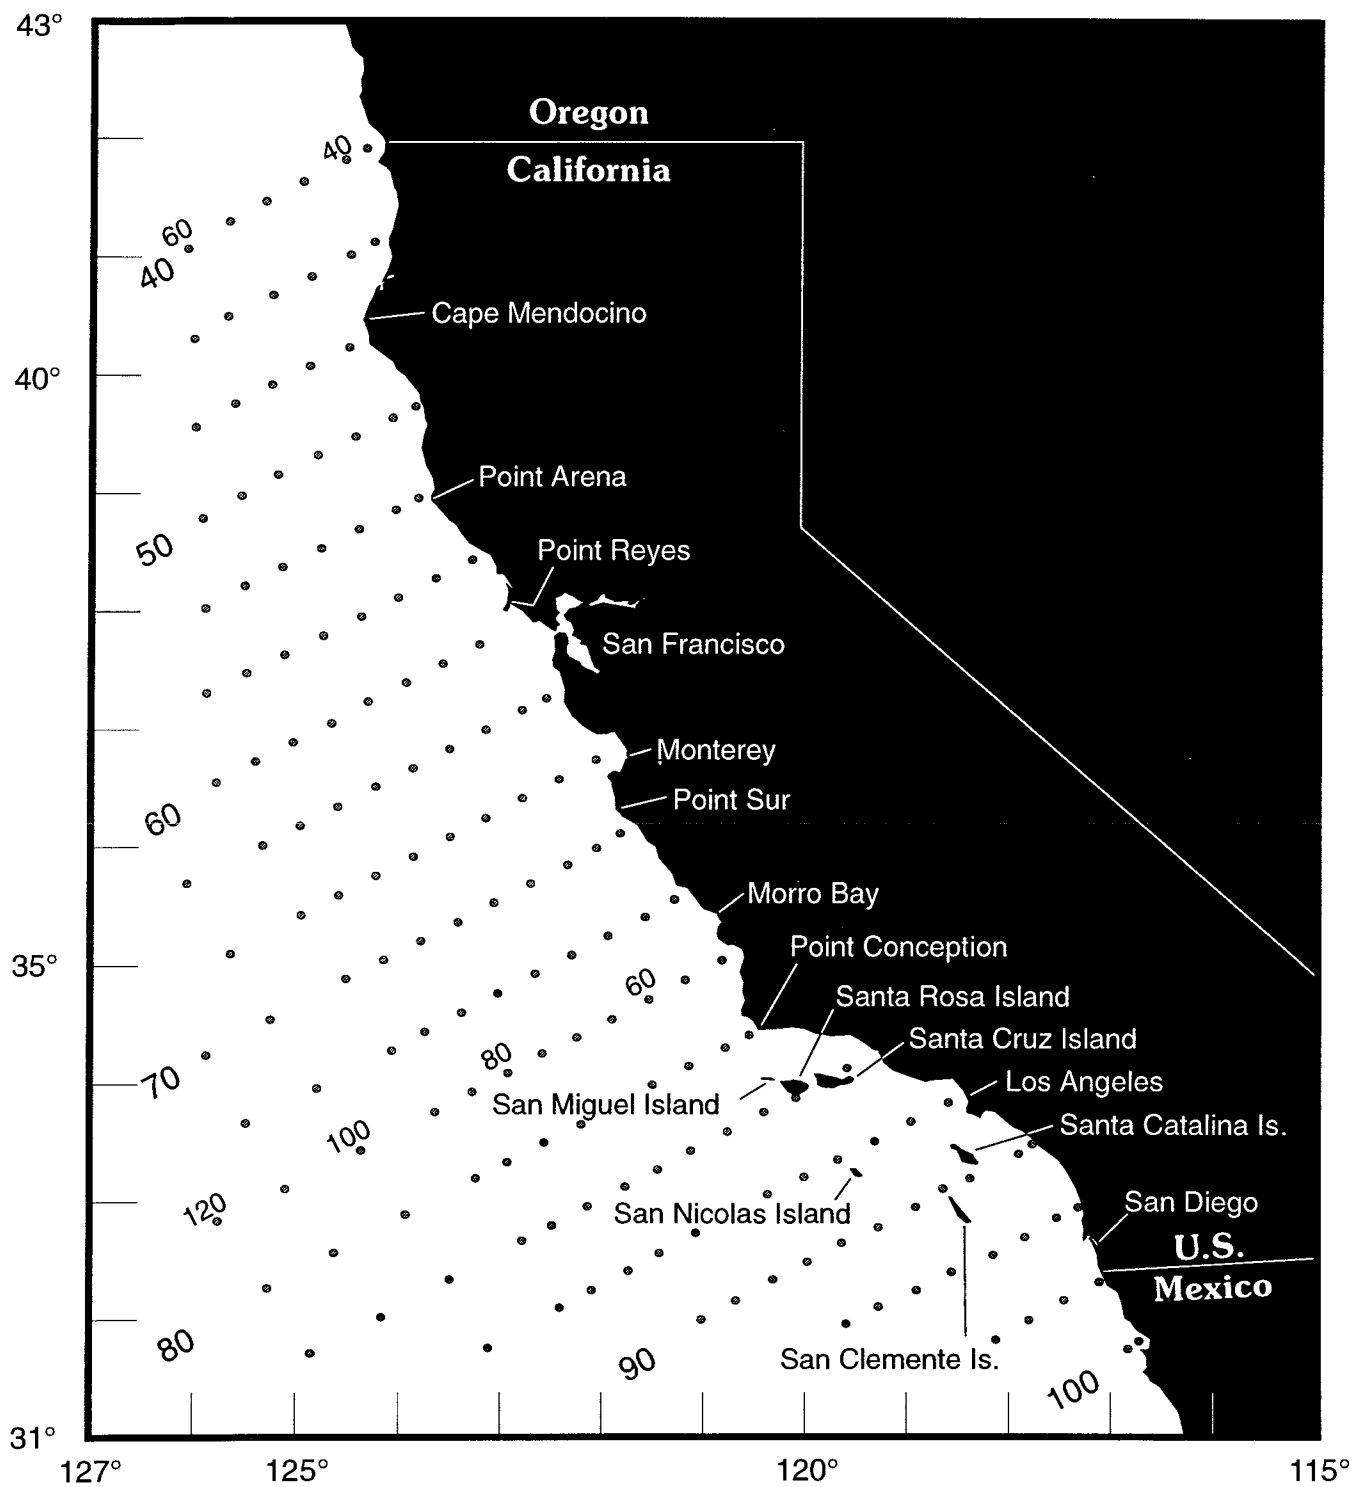 43°
Oregon
40
California
60
40
Cape Mendocino
40°
Point Arena
50
Point Reyes
San Francisco
Monterey
Point Sur
60
Morro Bay
Point Conception
35°
60
Santa Rosa Island
Santa Cruz Island
80
70
Los Angeles
San Miguel Island
Santa Catalina Is.
100
120
San Diego
San Nicolas Island
U.S.
Mexico
80
90
San Clemente Is.
100
31°
127°
125°
120°
115°